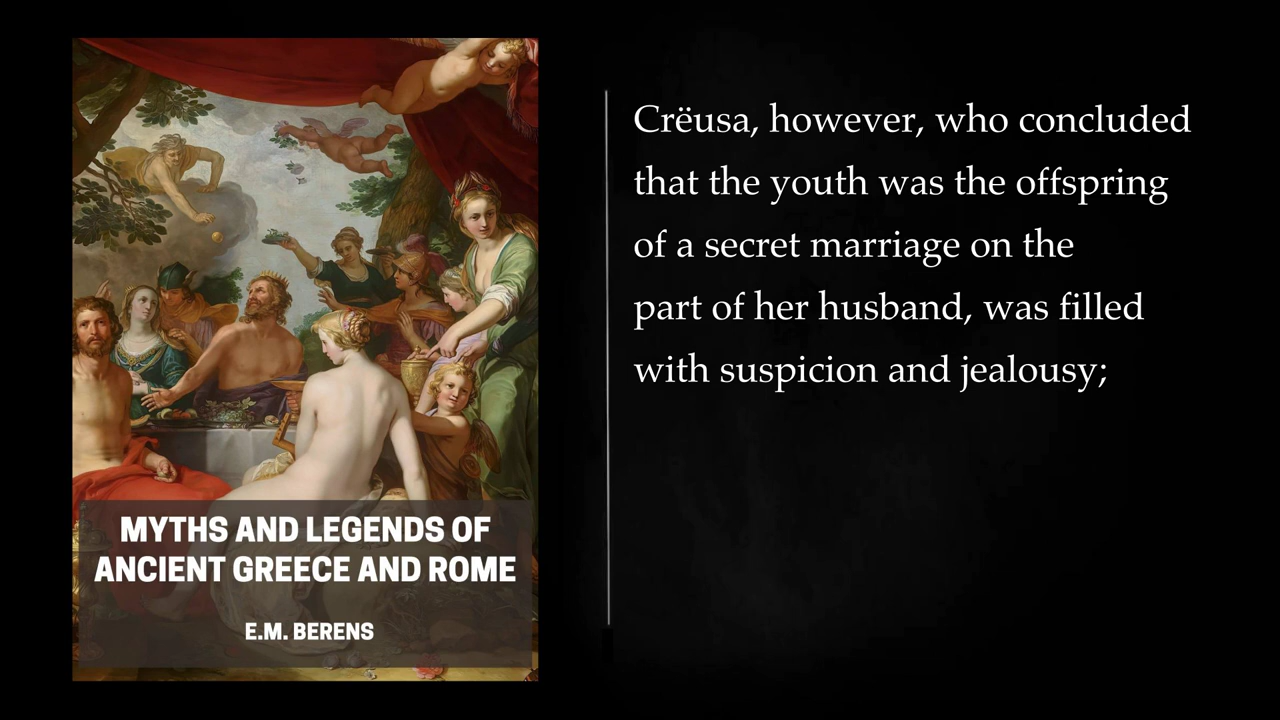 MYTHS AND LEGENDS OF
ANCIENT GREECE AND ROME
E.M. BERENS
Crëusa, however, who concluded
that the youth was the offspring
of a secret marriage on the
part of her husband, was filled
with suspicion and jealousy;